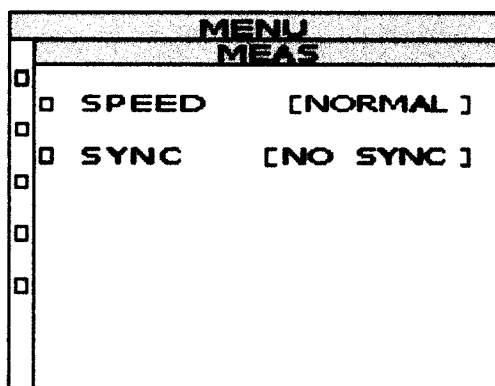 MENU
MEAS
SPEED [NORMAL ]
SYNC [NO SYNC ]